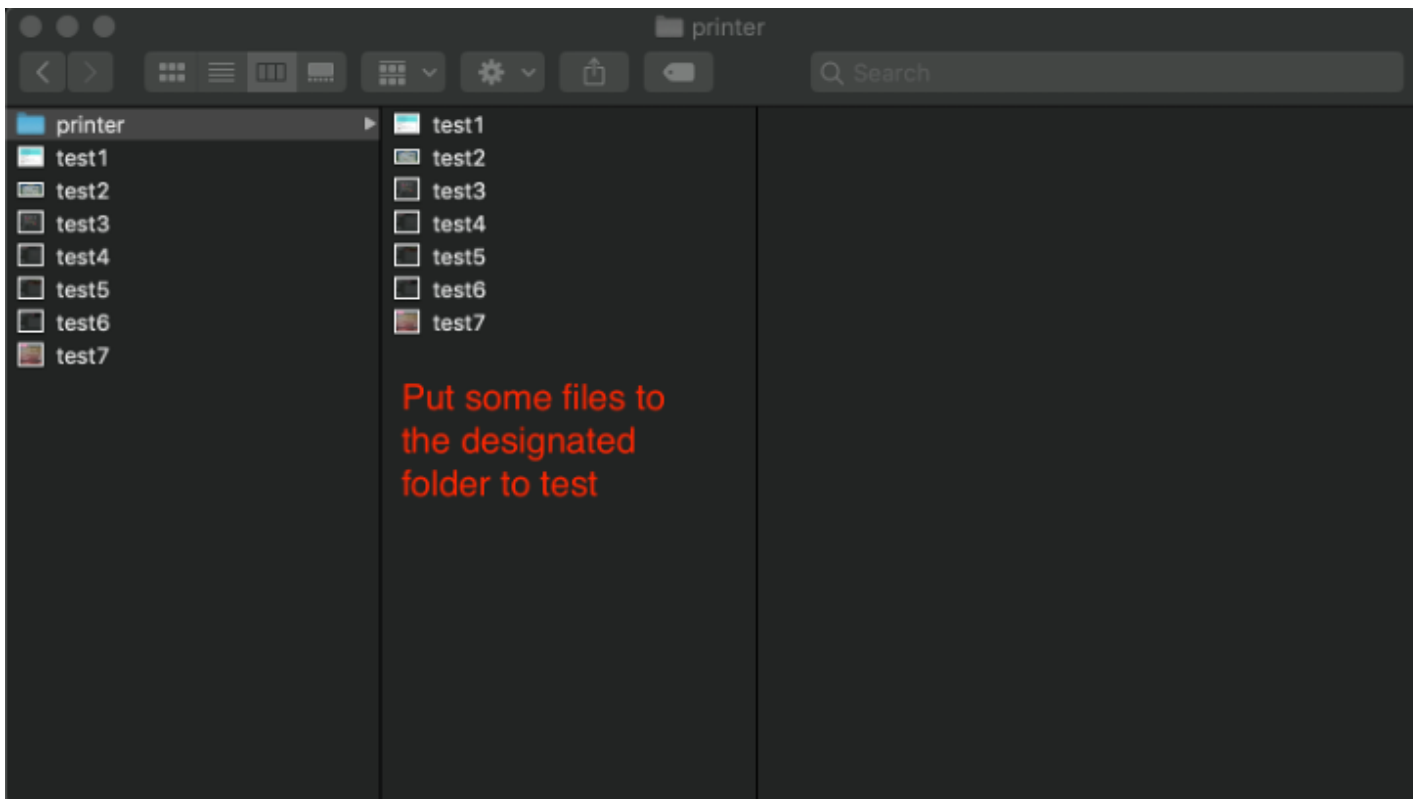 printer
Search
printer
test1
test2
test3
test4
test5
test6
test7
test1
test2
test3
test4
test5
test6
test7
Put some files to
the designated
folder to test